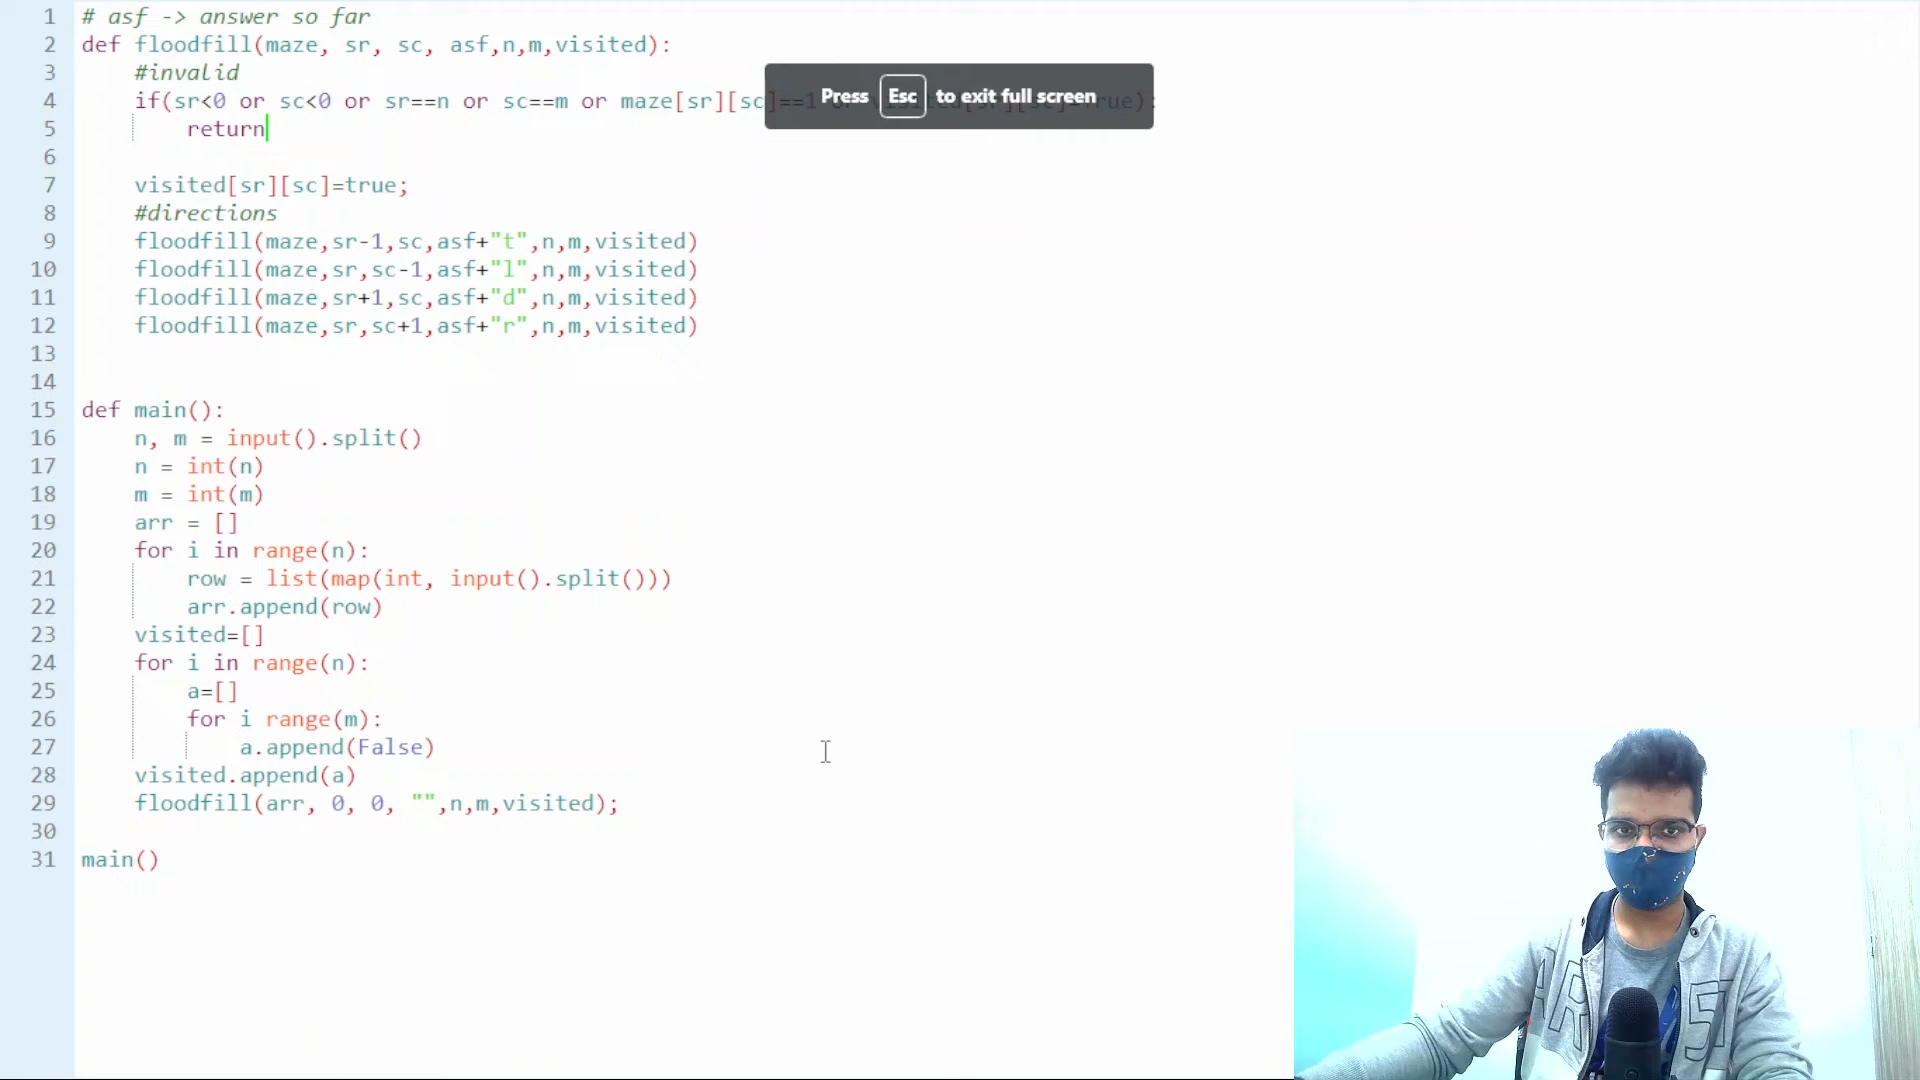 1 # asf -> answer so far
2 def floodfill(maze, sr, sc, asf,n,m,visited):
3 #invalid
4 if(sr<0 or sc<0 or sr==n or sc==m or maze[sr][sc]==1
Press Esc to exit full screen
5 return
6
7 visited[sr][sc]=true;
8 #directions
9 floodfill(maze,sr-1,sc,asf+"t",n,m,visited)
10 floodfill(maze,sr,sc-1,asf+"l",n,m,visited)
11 floodfill(maze,sr+1,sc,asf+"d",n,m,visited)
12 floodfill(maze,sr,sc+1,asf+"r",n,m,visited)
13
14
15 def main():
16 n, m = input().split()
17 n = int(n)
18 m = int(m)
19 arr = []
20 for i in range(n):
21 row = list(map(int, input().split()))
22 arr.append(row)
23 visited=[]
24 for i in range(n):
25 a=[]
26 for i range(m):
27 a.append(False)
28 visited.append(a)
29 floodfill(arr, 0, 0, "",n,m,visited);
30
31 main()